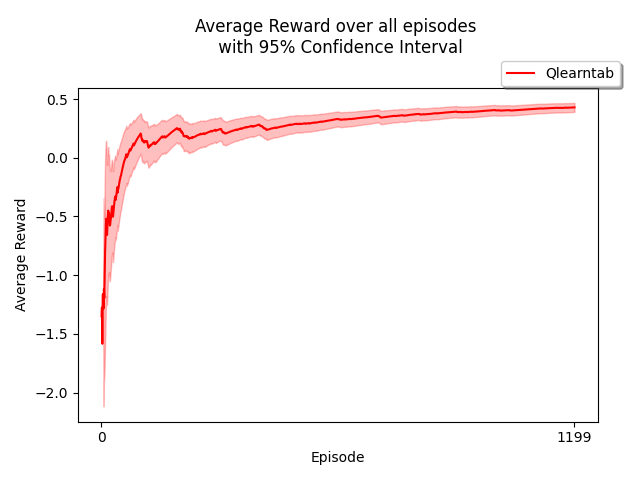 Average Reward over all episodes
with 95% Confidence Interval
Qlearntab
0.5
0.0
−0.5
−1.0
−1.5
−2.0
Average Reward
0
1199
Episode